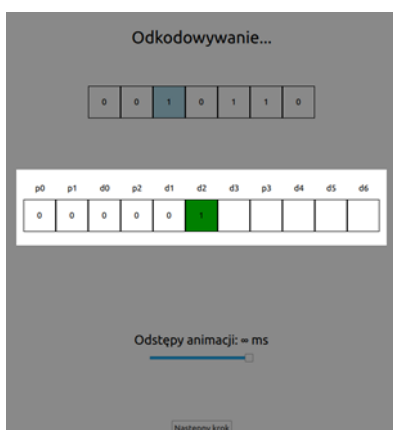 Odkodowywanie...
0 0 1 0 1 1 0
p0 p1 d0 p2 d1 d2 d3 p3 d4 d5 d6
0 0 0 0 0 1
Odstępy animacji: ∞ ms
Następny krok